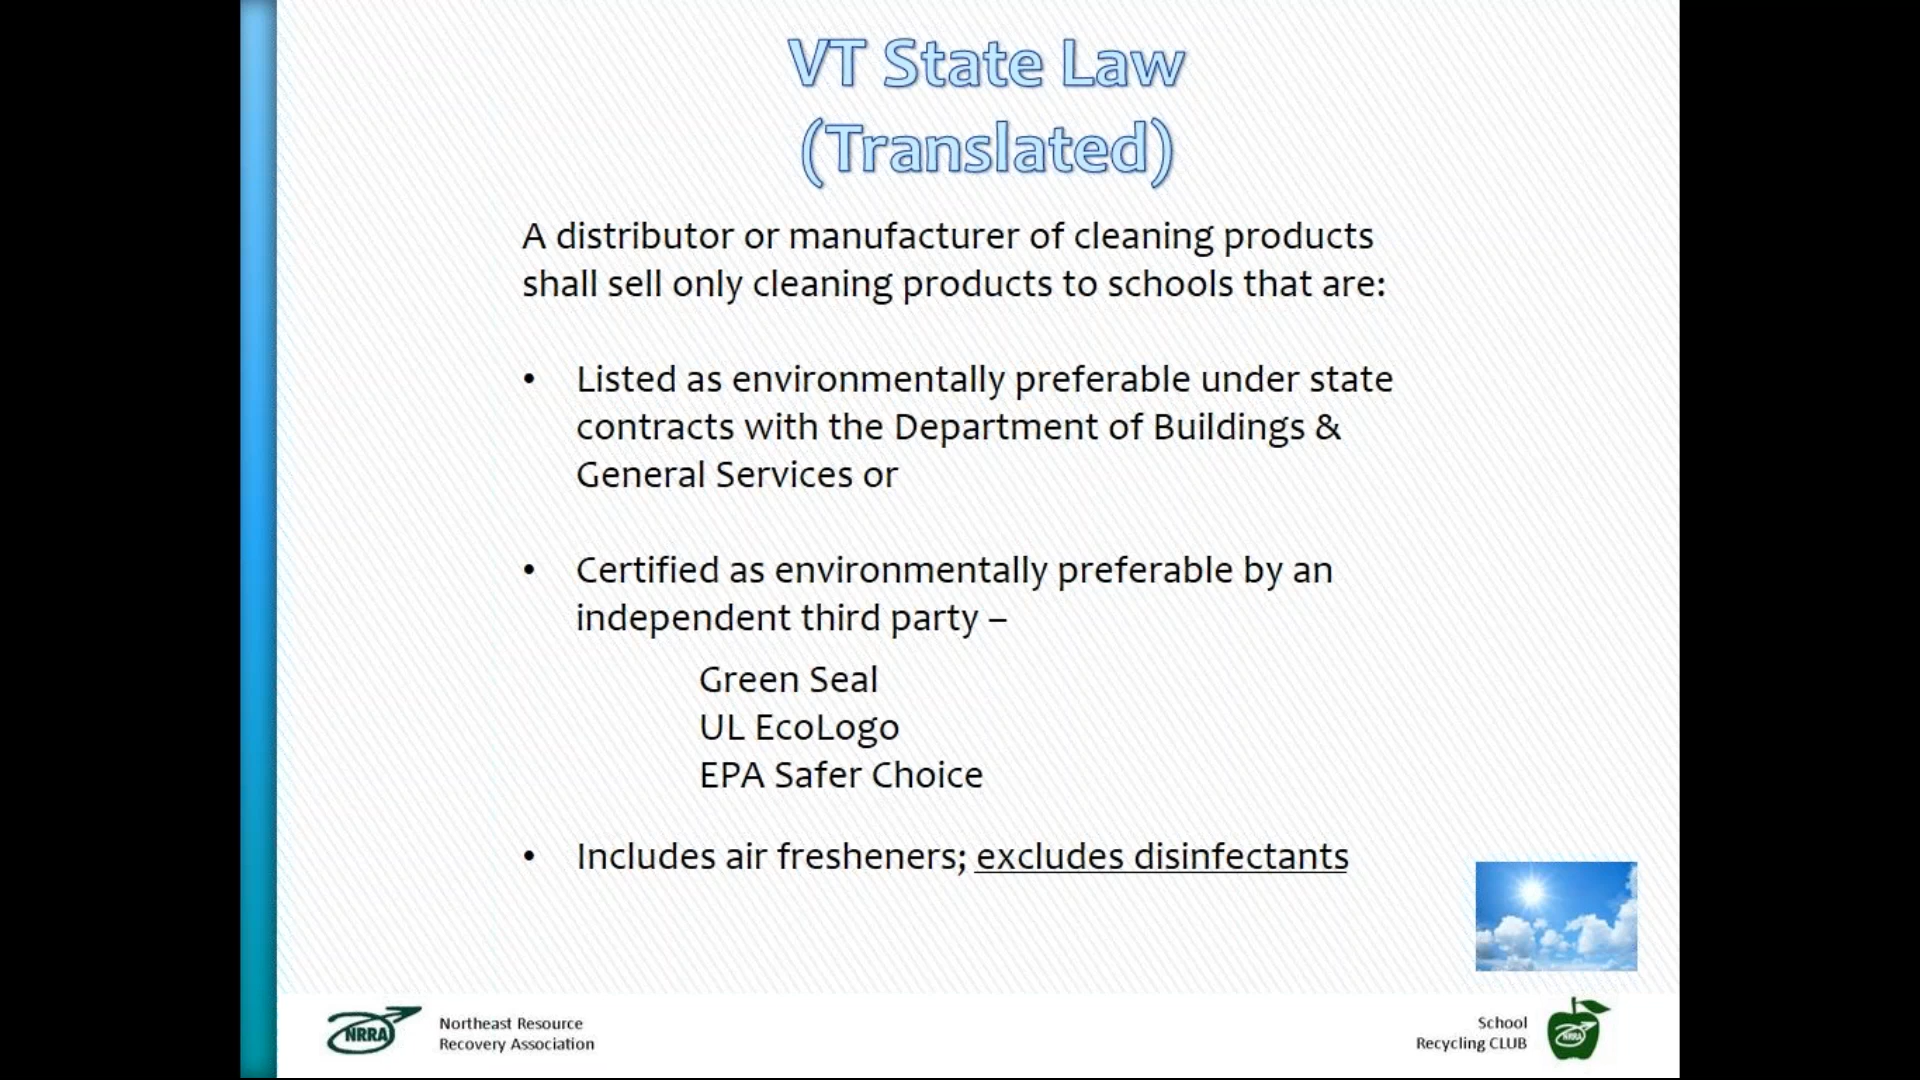 VT State Law
(Translated)
A distributor or manufacturer of cleaning products
shall sell only cleaning products to schools that are:
• Listed as environmentally preferable under state
contracts with the Department of Buildings &
General Services or
• Certified as environmentally preferable by an
independent third party –
Green Seal
UL EcoLogo
EPA Safer Choice
• Includes air fresheners; excludes disinfectants
NRRA
Northeast Resource
Recovery Association
School
Recycling CLUB
NRRA